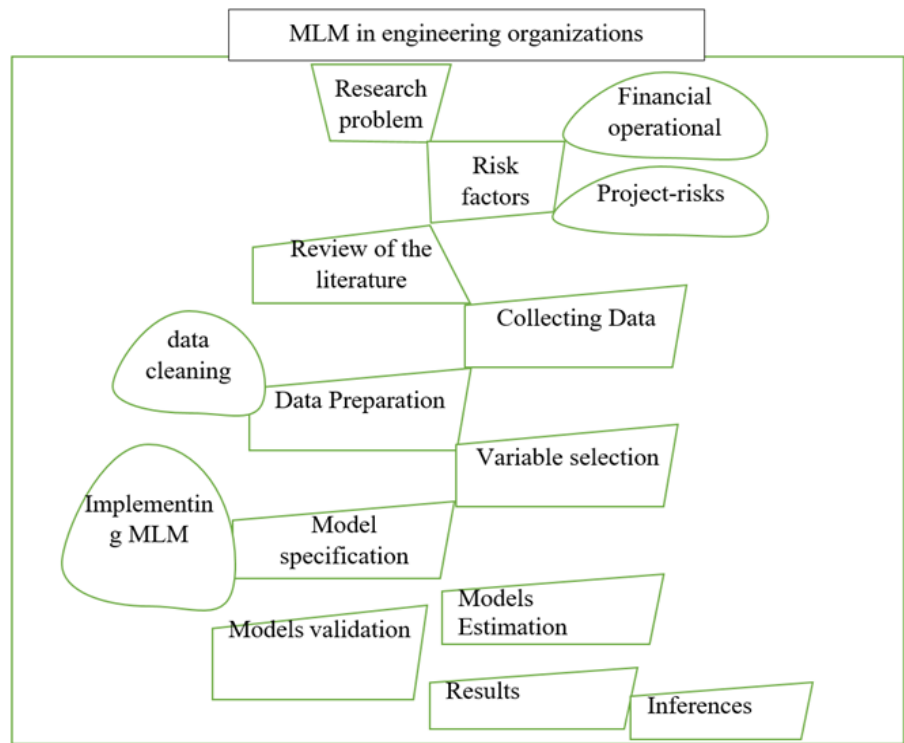 MLM in engineering organizations
Research
problem
Financial
operational
Risk
factors
Project-risks
Review of the
literature
Collecting Data
data
cleaning
Data Preparation
Variable selection
Implementin
g MLM
Model
specification
Models
Estimation
Models validation
Results
Inferences